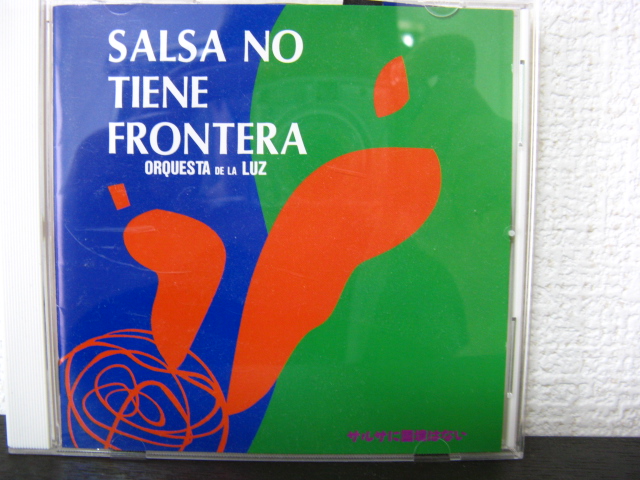 SALSA NO
TIENE
FRONTERA
ORQUESTA DE LA LUZ
サルサに国境はない